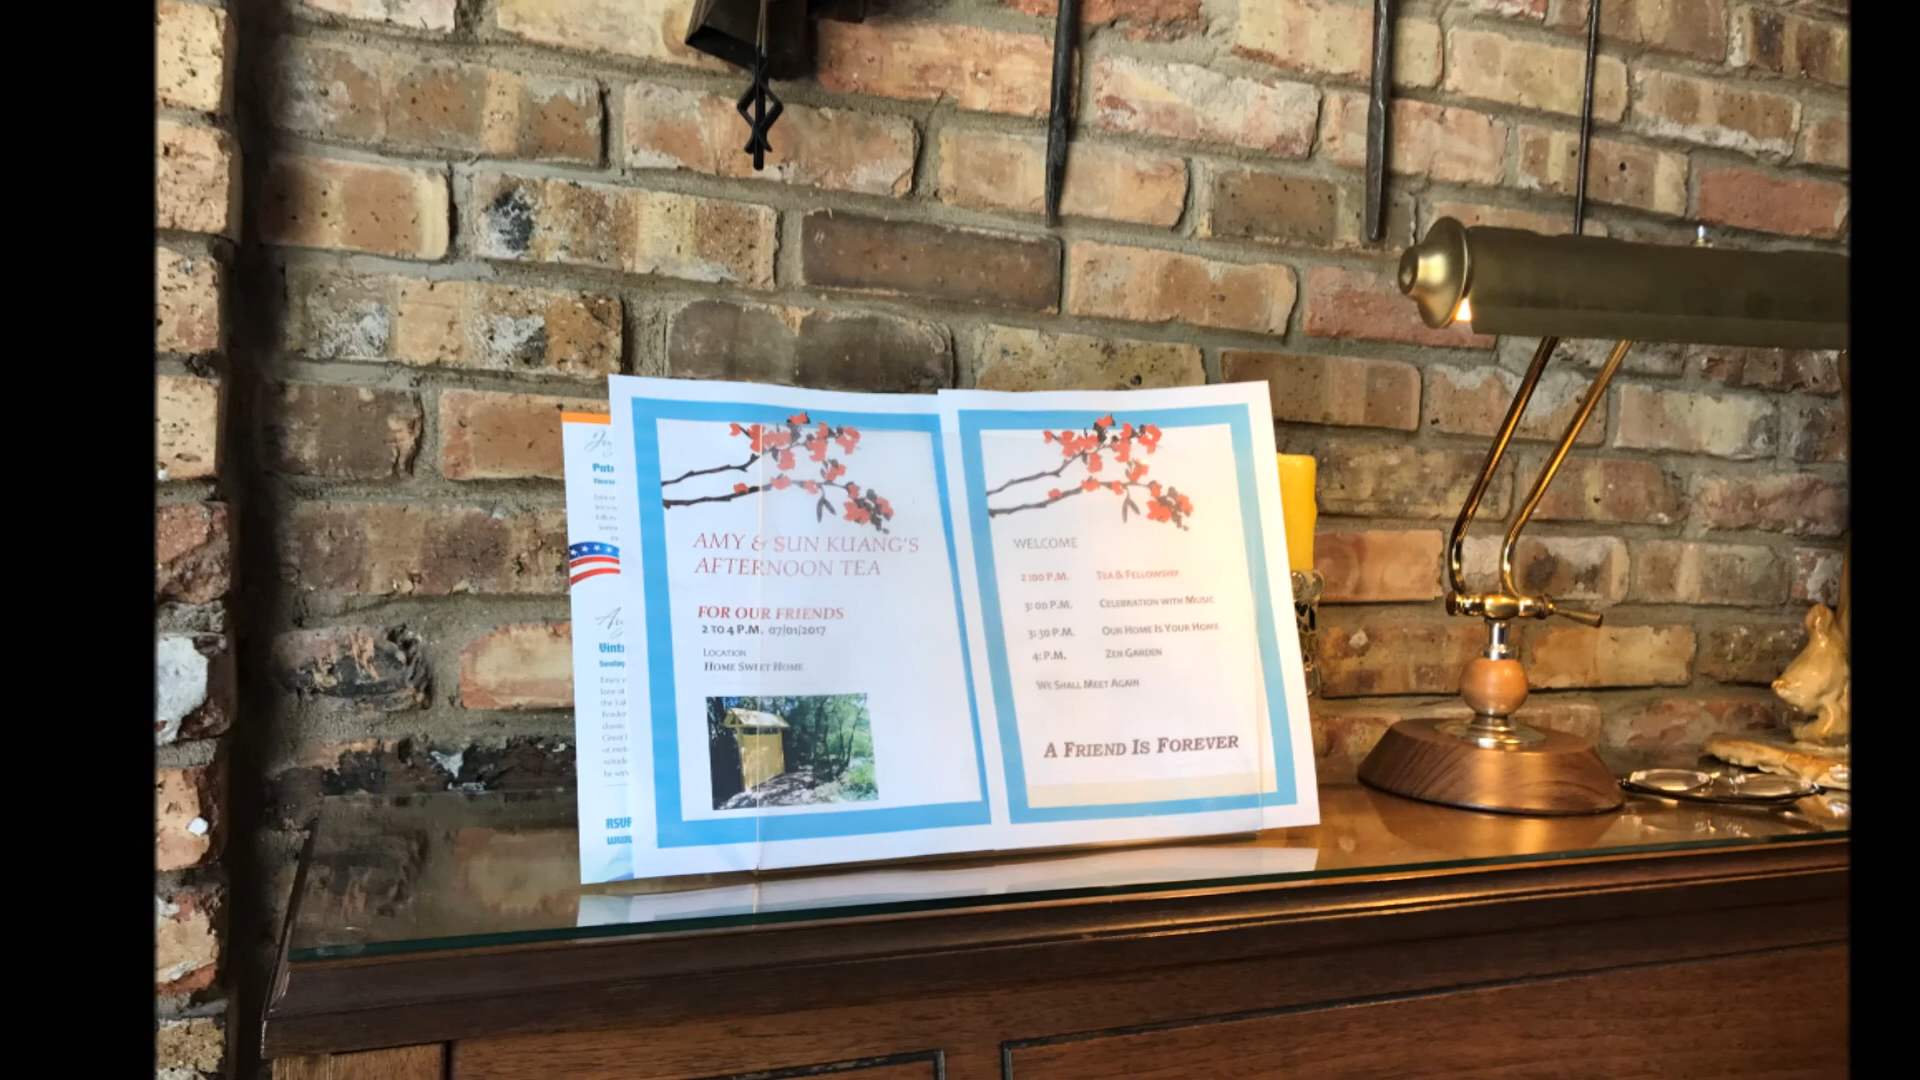 AMY & SUN KUANG'S
AFTERNOON TEA
FOR OUR FRIENDS
2 TO 4 P.M. 07/01/2017
LOCATION
HOME SWEET HOME
WELCOME
2:00 P.M. TEA & FELLOWSHIP
3:00 P.M. CELEBRATION WITH MUSIC
3:30 P.M. OUR HOME IS YOUR HOME
4: P.M. ZEN GARDEN
WE SHALL MEET AGAIN
A FRIEND IS FOREVER